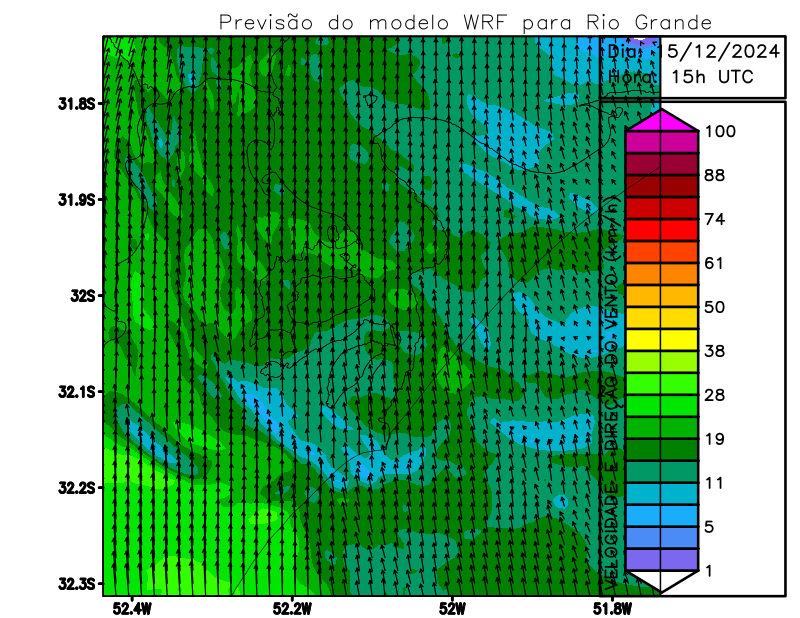 Previsão do modelo WRF para Rio Grande
Dia: 15/12/2024
Hora: 15h UTC
31.8S
31.9S
32S
32.1S
32.2S
32.3S
52.4W
52.2W
52W
51.8W
VELOCIDADE E DIREÇÃO DO VENTO (km/h)
100
88
74
61
50
38
28
19
11
5
1